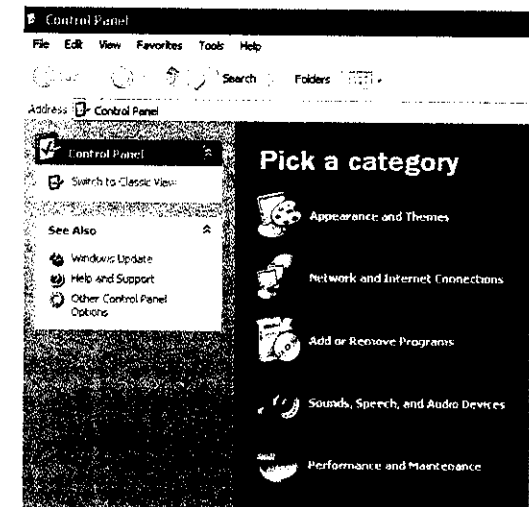 Control Panel
File Edit View Favorites Tools Help
Search Folders
Address Control Panel
Control Panel
Switch to Classic View
See Also
Windows Update
Help and Support
Other Control Panel
Options
Pick a category
Appearance and Themes
Network and Internet Connections
Add or Remove Programs
Sounds, Speech, and Audio Devices
Performance and Maintenance